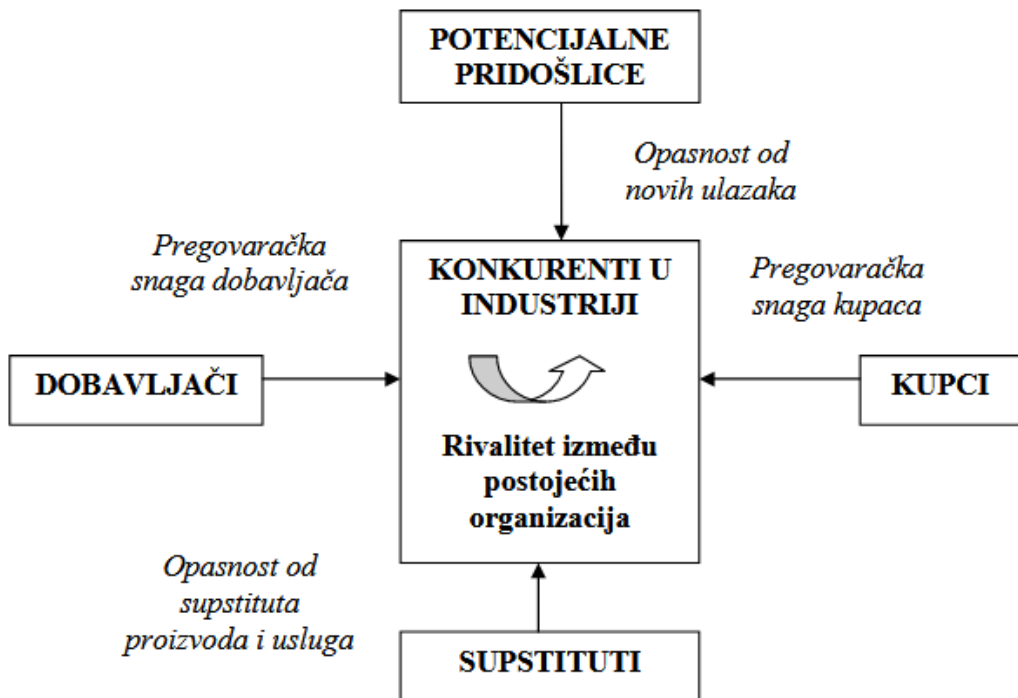 POTENCIJALNE
PRIDOŠLICE
Opasnost od
novih ulazaka
Pregovaračka
snaga dobavljača
KONKURENTI U
INDUSTRIJI
Pregovaračka
snaga kupaca
DOBAVLJAČI
KUPCI
Rivalitet između
postojećih
organizacija
Opasnost od
supstituta
proizvoda i usluga
SUPSTITUTI